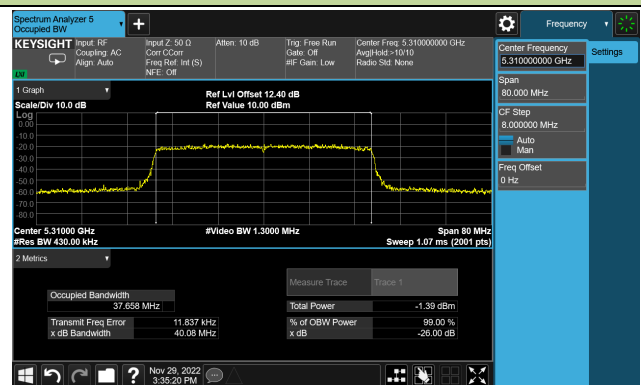 Spectrum Analyzer 5
Occupied BW
+
Frequency
KEYSIGHT
LXI
Input: RF
Coupling: AC
Align: Auto
Input Z: 50 Ω
Corr CCorr
Freq Ref: Int (S)
NFE: Off
Atten: 10 dB
Trig: Free Run
Gate: Off
#IF Gain: Low
Center Freq: 5.310000000 GHz
Avg|Hold:>10/10
Radio Std: None
Center Frequency
5.310000000 GHz
Settings
Span
80.000 MHz
CF Step
8.000000 MHz
Auto
Man
Freq Offset
0 Hz
1 Graph
Scale/Div 10.0 dB
Ref Lvl Offset 12.40 dB
Ref Value 10.00 dBm
Log
0.00
-10.0
-20.0
-30.0
-40.0
-50.0
-60.0
-70.0
-80.0
Center 5.31000 GHz
#Res BW 430.00 kHz
#Video BW 1.3000 MHz
Span 80 MHz
Sweep 1.07 ms (2001 pts)
2 Metrics
Measure Trace
Trace 1
Occupied Bandwidth
37.658 MHz
Total Power
-1.39 dBm
Transmit Freq Error
11.837 kHz
% of OBW Power
99.00 %
x dB Bandwidth
40.08 MHz
x dB
-26.00 dB
?
Nov 29, 2022
3:35:20 PM